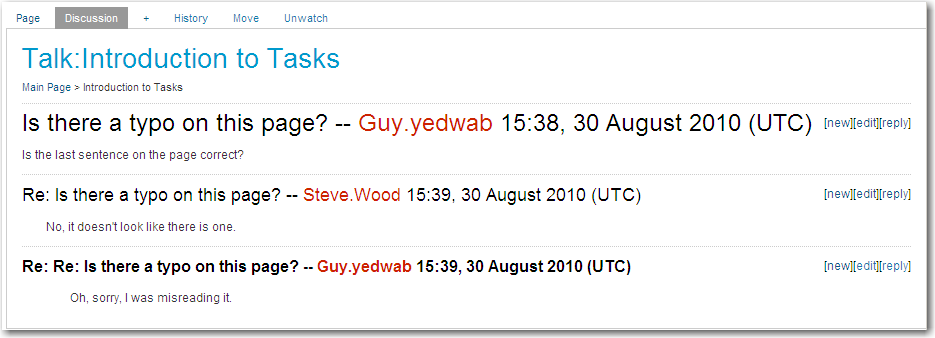 Page Discussion + History Move Unwatch
Talk:Introduction to Tasks
Main Page > Introduction to Tasks
Is there a typo on this page? -- Guy.yedwab 15:38, 30 August 2010 (UTC) [new][edit][reply]
Is the last sentence on the page correct?
Re: Is there a typo on this page? -- Steve.Wood 15:39, 30 August 2010 (UTC) [new][edit][reply]
No, it doesn't look like there is one.
Re: Re: Is there a typo on this page? -- Guy.yedwab 15:39, 30 August 2010 (UTC) [new][edit][reply]
Oh, sorry, I was misreading it.